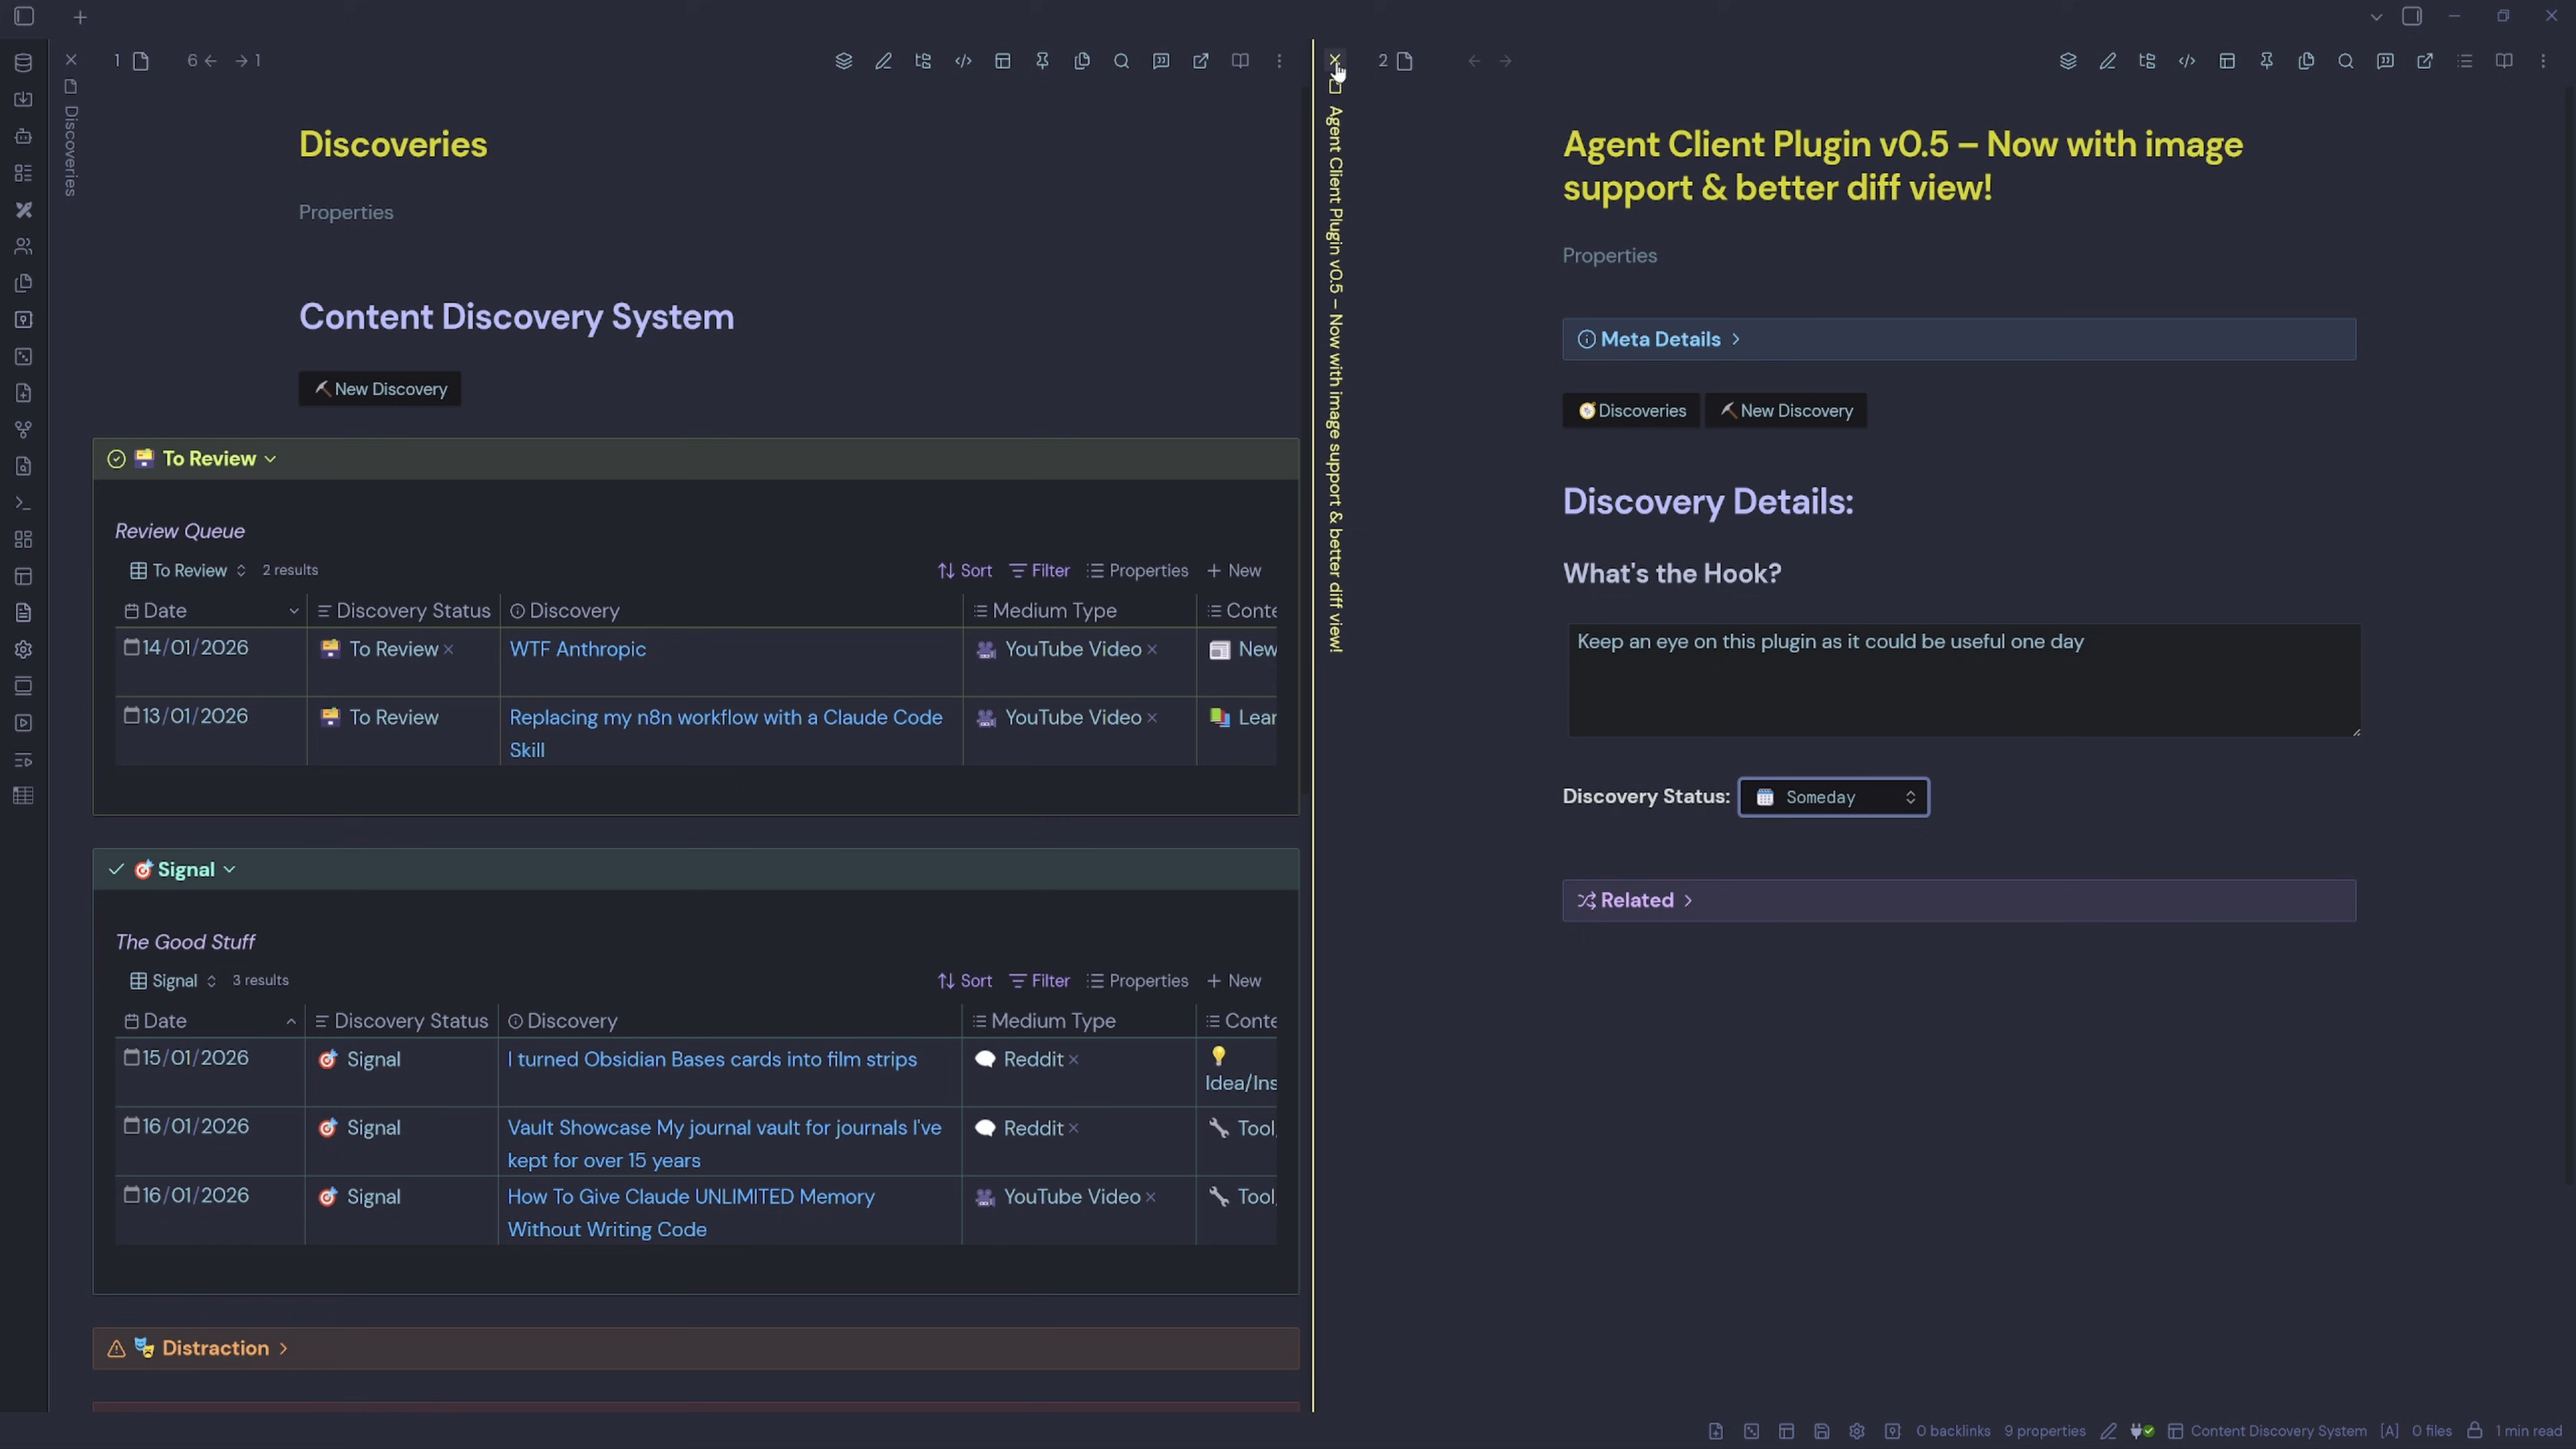 Discoveries
1
6
1
Discoveries
Properties
Content Discovery System
New Discovery
To Review
Review Queue
To Review
2 results
Sort
Filter
Properties
New
Date
Discovery Status
Discovery
Medium Type
Conte
14/01/2026
To Review
WTF Anthropic
YouTube Video
New
13/01/2026
To Review
Replacing my n8n workflow with a Claude Code
Skill
YouTube Video
Lear
Signal
The Good Stuff
Signal
3 results
Sort
Filter
Properties
New
Date
Discovery Status
Discovery
Medium Type
Conte
15/01/2026
Signal
I turned Obsidian Bases cards into film strips
Reddit
Idea/Ins
16/01/2026
Signal
Vault Showcase My journal vault for journals I've
kept for over 15 years
Reddit
Tool,
16/01/2026
Signal
How To Give Claude UNLIMITED Memory
Without Writing Code
YouTube Video
Tool,
Distraction
Agent Client Plugin v0.5 – Now with image support & better diff view!
2
Agent Client Plugin v0.5 – Now with image
support & better diff view!
Properties
Meta Details
Discoveries
New Discovery
Discovery Details:
What's the Hook?
Keep an eye on this plugin as it could be useful one day
Discovery Status:
Someday
Related
0 backlinks
9 properties
Content Discovery System
[A]
0 files
1 min read